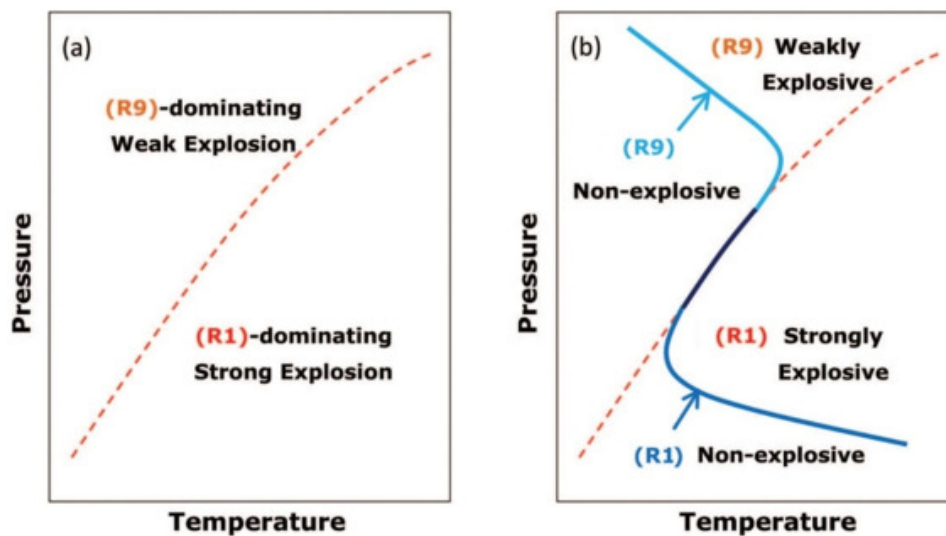 (a)
(R9)-dominating
Weak Explosion
(R1)-dominating
Strong Explosion
Pressure
Temperature
(b)
(R9) Weakly
Explosive
(R9)
Non-explosive
(R1) Strongly
Explosive
(R1) Non-explosive
Pressure
Temperature